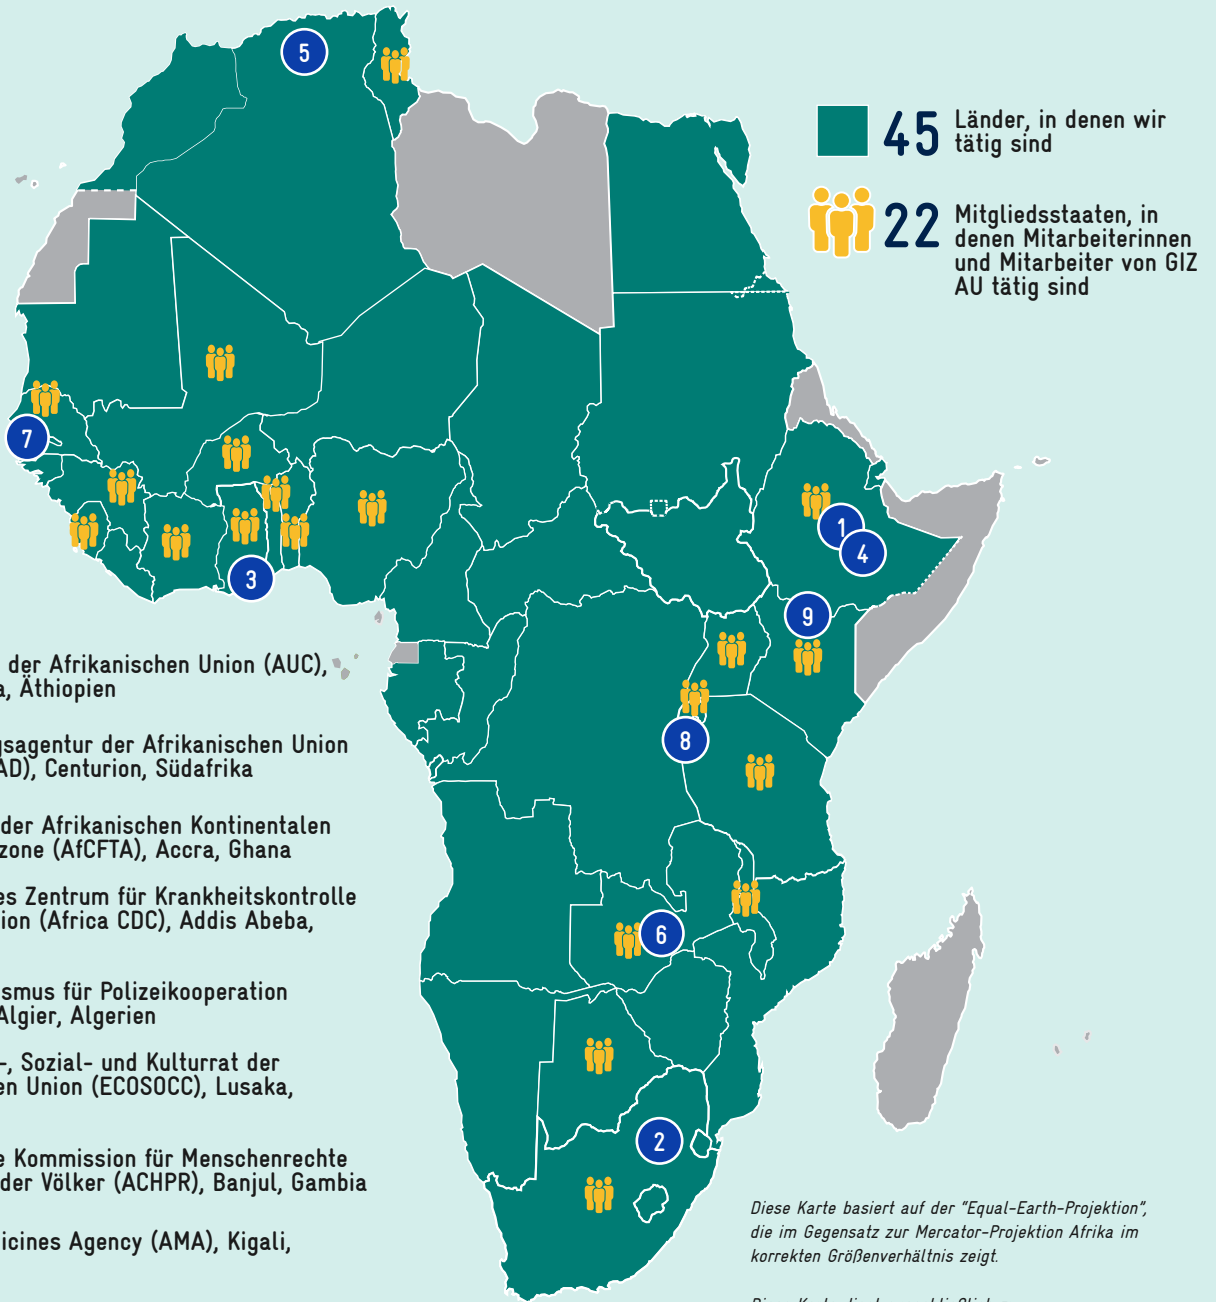 5
45
Länder, in denen wir
tätig sind
22
Mitgliedsstaaten, in
denen Mitarbeiterinnen
und Mitarbeiter von GIZ
AU tätig sind
7
3
1
4
9
8
6
2
der Afrikanischen Union (AUC),
Äthiopien
der Afrikanischen Union
Centurion, Südafrika
der Afrikanischen Kontinentalen
zone (AfCFTA), Accra, Ghana
es Zentrum für Krankheitskontrolle
ion (Africa CDC), Addis Abeba,
smus für Polizeikooperation
Algier, Algerien
-, Sozial- und Kulturrat der
en Union (ECOSOCC), Lusaka,
e Kommission für Menschenrechte
der Völker (ACHPR), Banjul, Gambia
icines Agency (AMA), Kigali,
Diese Karte basiert auf der "Equal-Earth-Projektion",
die im Gegensatz zur Mercator-Projektion Afrika im
korrekten Größenverhältnis zeigt.